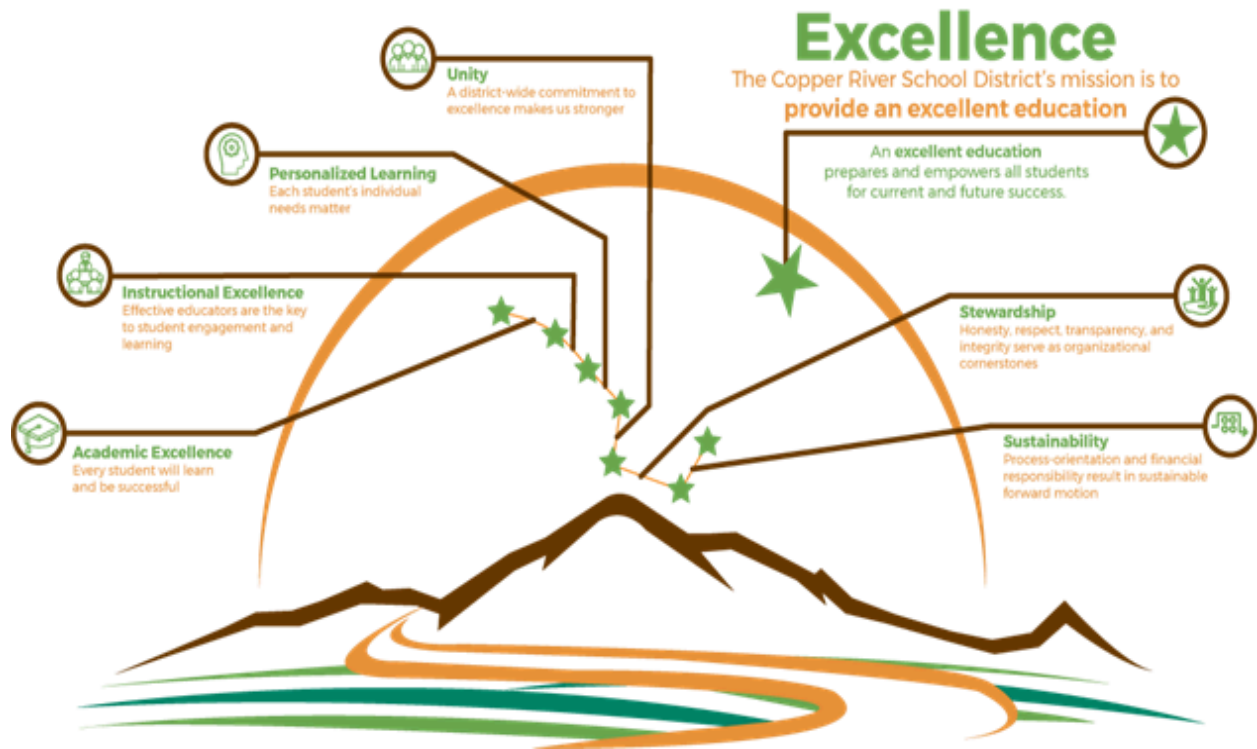 Excellence
The Copper River School District's mission is to
provide an excellent education
An excellent education
prepares and empowers all students
for current and future success.
Unity
A district-wide commitment to
excellence makes us stronger
Personalized Learning
Each student's individual
needs matter
Instructional Excellence
Effective educators are the key
to student engagement and
learning
Academic Excellence
Every student will learn
and be successful
Stewardship
Honesty, respect, transparency, and
integrity serve as organizational
cornerstones
Sustainability
Process-orientation and financial
responsibility result in sustainable
forward motion